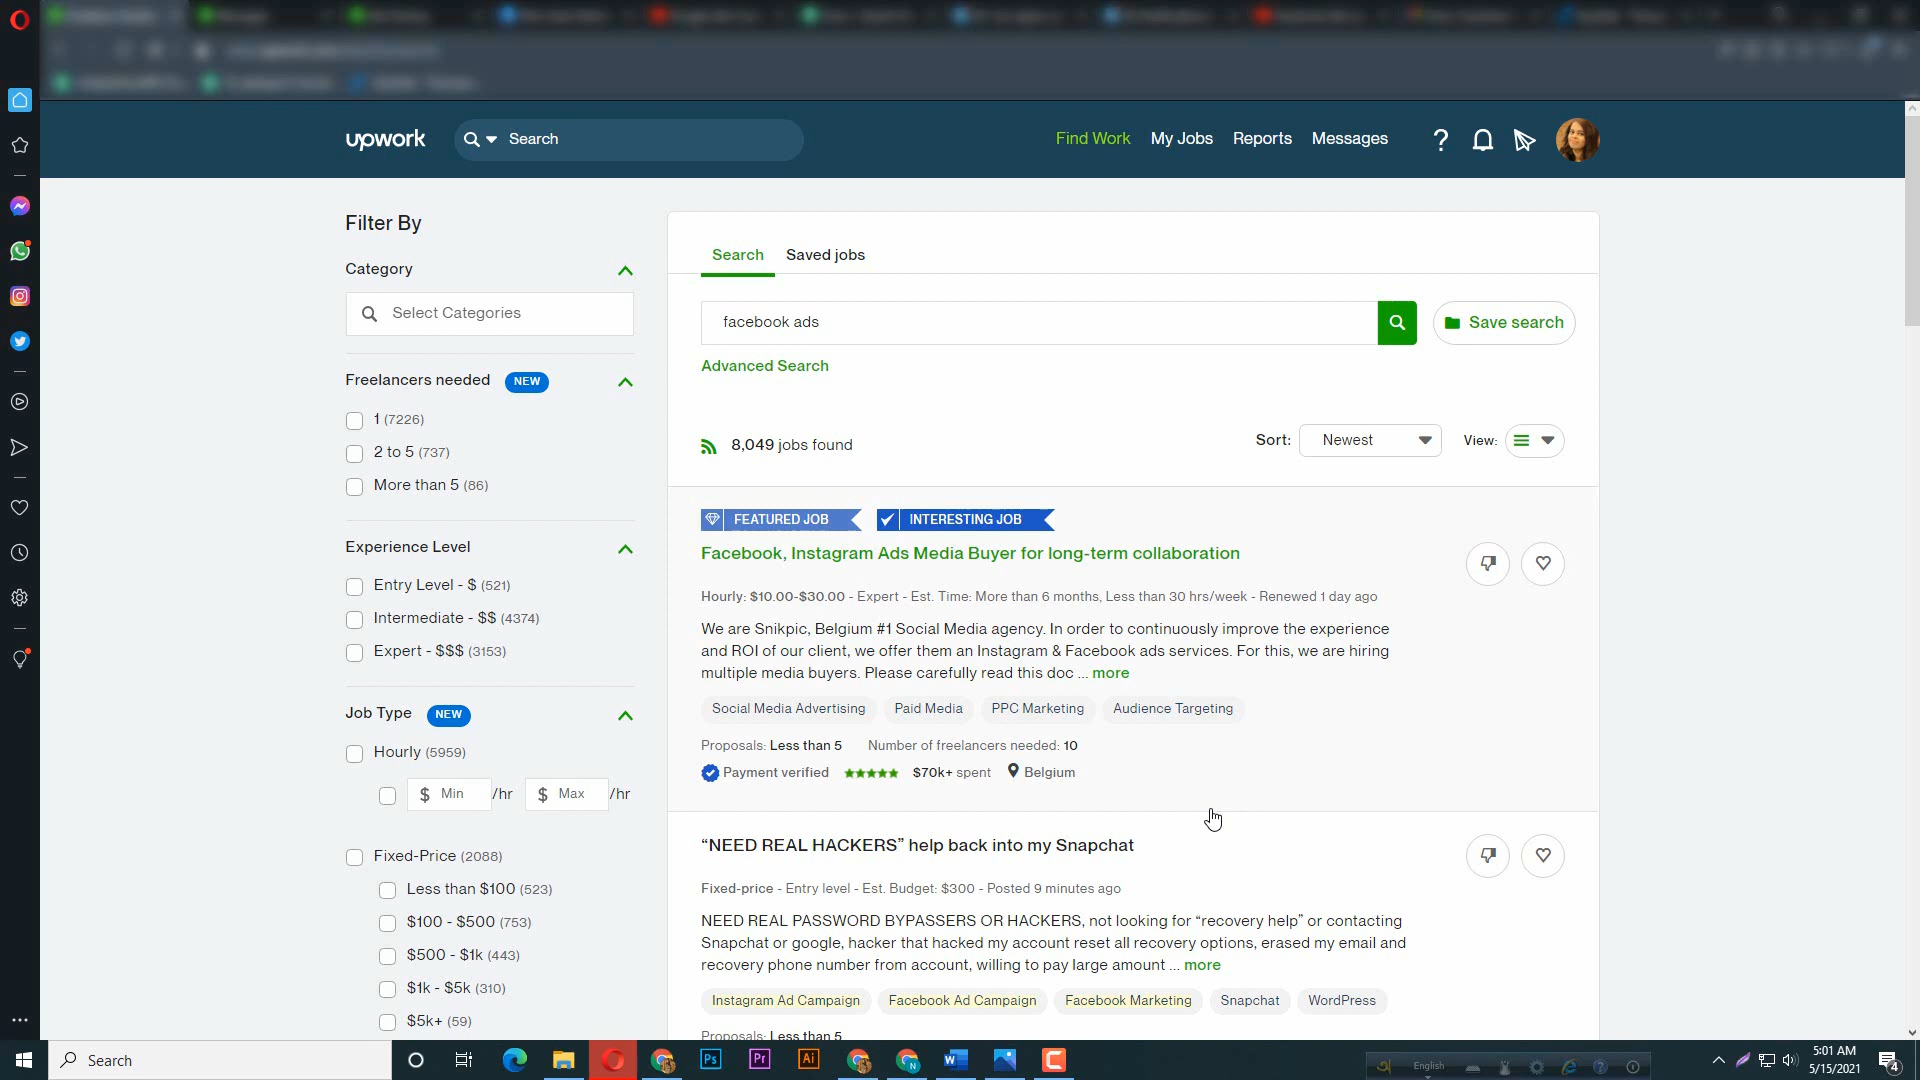 upwork
Search
Find Work
My Jobs
Reports
Messages
Filter By
Category
Select Categories
Freelancers needed NEW
1 (7226)
2 to 5 (737)
More than 5 (86)
Experience Level
Entry Level - $ (521)
Intermediate - $$ (4374)
Expert - $$$ (3153)
Job Type NEW
Hourly (5959)
$ Min /hr $ Max /hr
Fixed-Price (2088)
Less than $100 (523)
$100 - $500 (753)
$500 - $1k (443)
$1k - $5k (310)
$5k+ (59)
Search Saved jobs
facebook ads
Save search
Advanced Search
8,049 jobs found
Sort: Newest View:
FEATURED JOB INTERESTING JOB
Facebook, Instagram Ads Media Buyer for long-term collaboration
Hourly: $10.00-$30.00 - Expert - Est. Time: More than 6 months, Less than 30 hrs/week - Renewed 1 day ago
We are Snikpic, Belgium #1 Social Media agency. In order to continuously improve the experience
and ROI of our client, we offer them an Instagram & Facebook ads services. For this, we are hiring
multiple media buyers. Please carefully read this doc ... more
Social Media Advertising Paid Media PPC Marketing Audience Targeting
Proposals: Less than 5 Number of freelancers needed: 10
Payment verified $70k+ spent Belgium
“NEED REAL HACKERS” help back into my Snapchat
Fixed-price - Entry level - Est. Budget: $300 - Posted 9 minutes ago
NEED REAL PASSWORD BYPASSERS OR HACKERS, not looking for “recovery help” or contacting
Snapchat or google, hacker that hacked my account reset all recovery options, erased my email and
recovery phone number from account, willing to pay large amount ... more
Instagram Ad Campaign Facebook Ad Campaign Facebook Marketing Snapchat WordPress
Proposals: Less than 5
Search
Ps Pr Ai
English
5:01 AM
5/15/2021
4